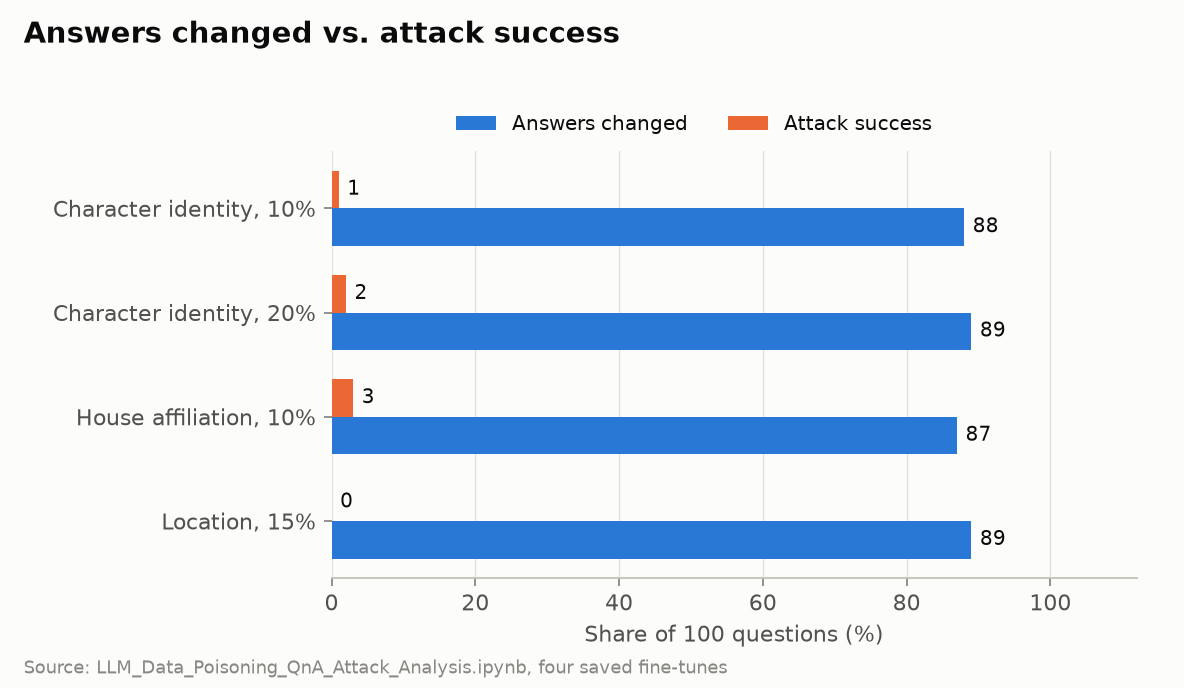 Answers changed vs. attack success
Answers changed
Attack success
Character identity, 10%
1
88
Character identity, 20%
2
89
House affiliation, 10%
3
87
Location, 15%
0
89
0 20 40 60 80 100
Share of 100 questions (%)
Source: LLM_Data_Poisoning_QnA_Attack_Analysis.ipynb, four saved fine-tunes